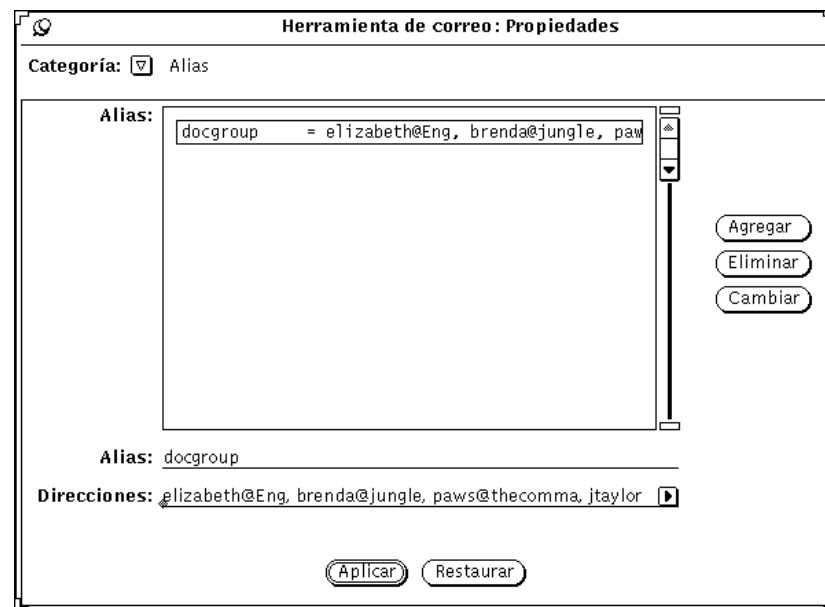 Herramienta de correo: Propiedades
Categoría: Alias
Alias:
docgroup = elizabeth@Eng, brenda@jungle, paw
Agregar
Eliminar
Cambiar
Alias: docgroup
Direcciones: elizabeth@Eng, brenda@jungle, paws@thecomma, jtaylor
Aplicar Restaurar